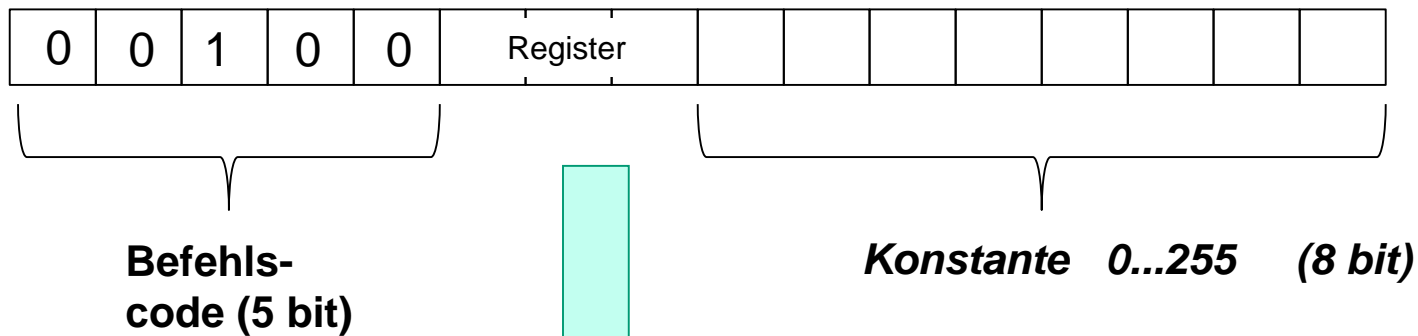 0 0 1 0 0 Register
Befehls-
code (5 bit)
Konstante 0...255 (8 bit)